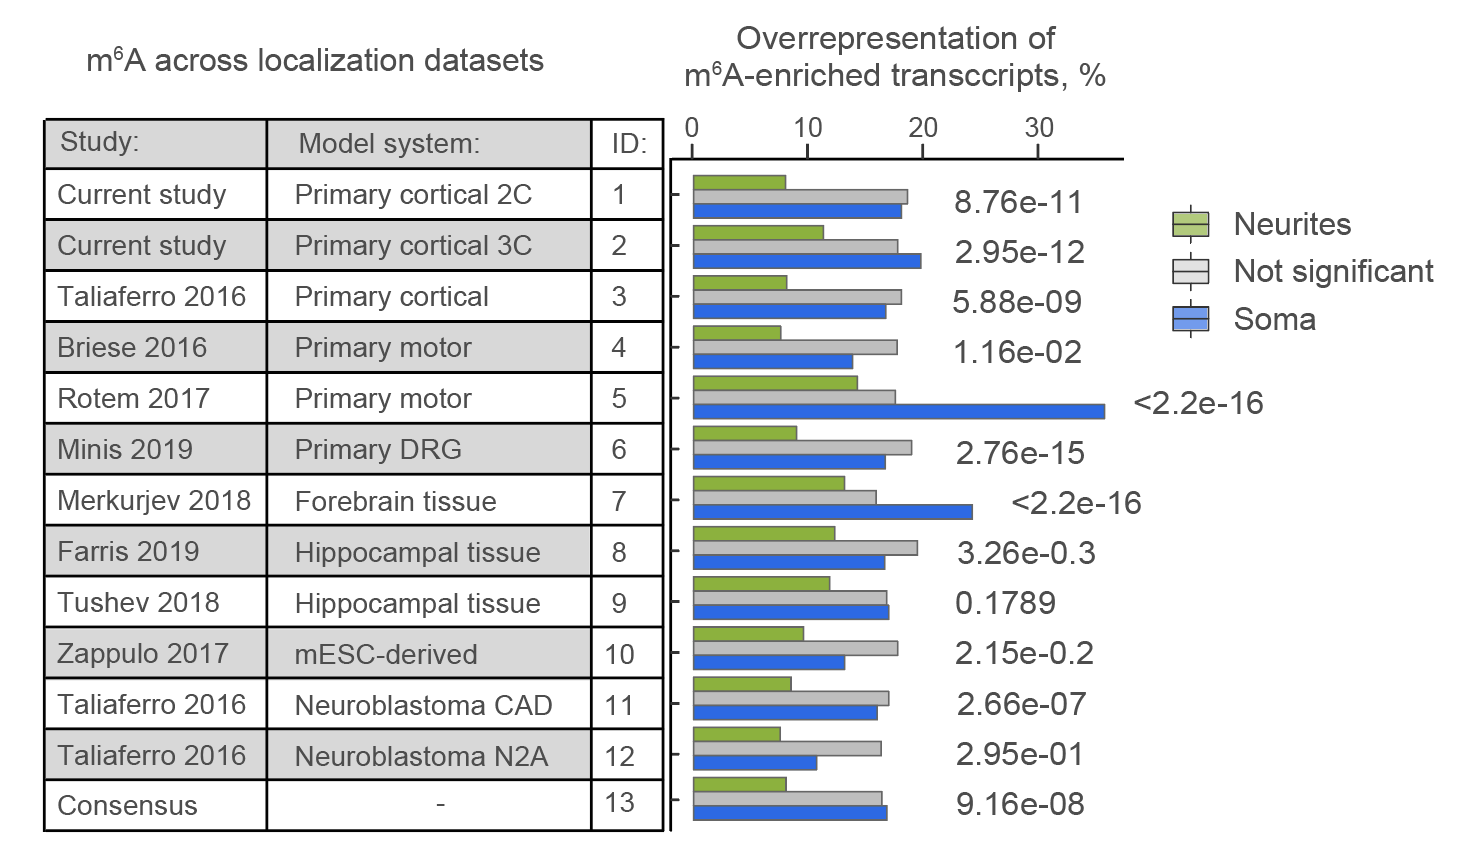 m⁶A across localization datasets
Overrepresentation of
m⁶A-enriched transccripts, %
0 10 20 30
Study: Model system: ID:
Current study Primary cortical 2C 1 8.76e-11
Current study Primary cortical 3C 2 2.95e-12
Taliaferro 2016 Primary cortical 3 5.88e-09
Briese 2016 Primary motor 4 1.16e-02
Rotem 2017 Primary motor 5 <2.2e-16
Minis 2019 Primary DRG 6 2.76e-15
Merkurjev 2018 Forebrain tissue 7 <2.2e-16
Farris 2019 Hippocampal tissue 8 3.26e-0.3
Tushev 2018 Hippocampal tissue 9 0.1789
Zappulo 2017 mESC-derived 10 2.15e-0.2
Taliaferro 2016 Neuroblastoma CAD 11 2.66e-07
Taliaferro 2016 Neuroblastoma N2A 12 2.95e-01
Consensus - 13 9.16e-08
Neurites
Not significant
Soma